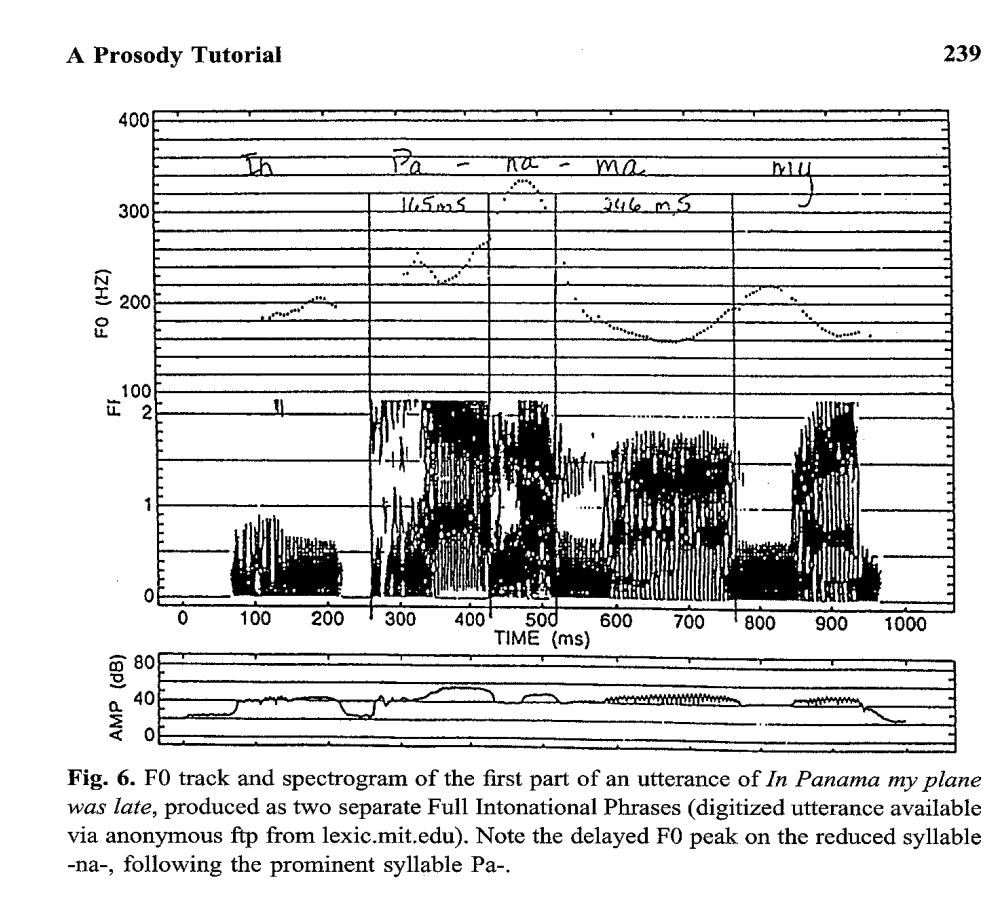 A Prosody Tutorial 239
400
In Pa - na - ma my
165ms 246 ms
300
F0 (HZ)
200
100
2
1
0
0 100 200 300 400 500 600 700 800 900 1000
TIME (ms)
AMP (dB)
80
40
0
Fig. 6. F0 track and spectrogram of the first part of an utterance of In Panama my plane
was late, produced as two separate Full Intonational Phrases (digitized utterance available
via anonymous ftp from lexic.mit.edu). Note the delayed F0 peak on the reduced syllable
-na-, following the prominent syllable Pa-.